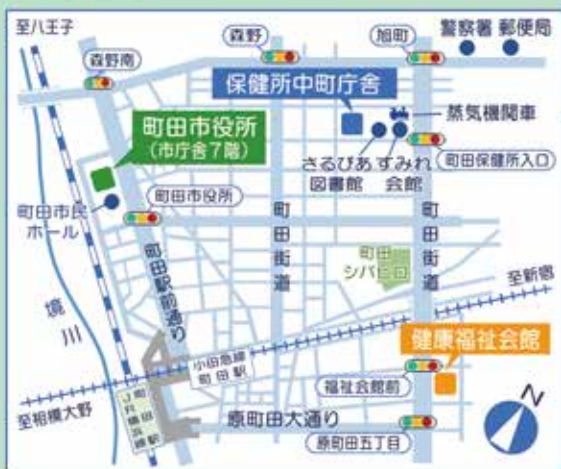 至八王子
森野
旭町
警察署 郵便局
森野南
保健所中町庁舎
蒸気機関車
町田市役所
(市庁舎7階)
さるびあ
図書館
すみれ
会館
町田保健所入口
町田市民
ホール
町田市役所
町田街道
町田街道
町田駅前通り
町田
シバヒロ
境川
至新宿
小田急線
町田駅
健康福祉会館
福祉会館前
至相模大野
JR横浜線
町田駅
原町田大通り
原町田五丁目
N